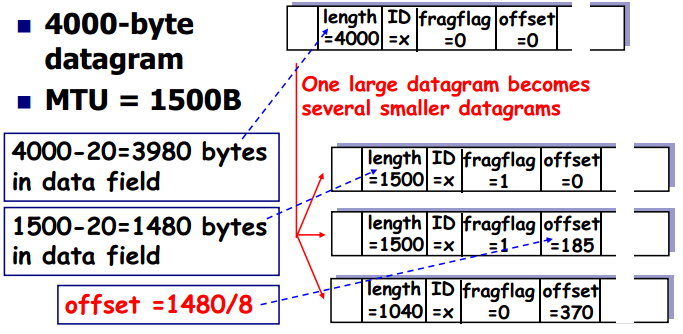 ▪ 4000-byte
datagram
▪ MTU = 1500B
length ID fragflag offset
=4000 =x =0 =0
One large datagram becomes
several smaller datagrams
4000-20=3980 bytes
in data field
1500-20=1480 bytes
in data field
offset =1480/8
length ID fragflag offset
=1500 =x =1 =0
length ID fragflag offset
=1500 =x =1 =185
length ID fragflag offset
=1040 =x =0 =370